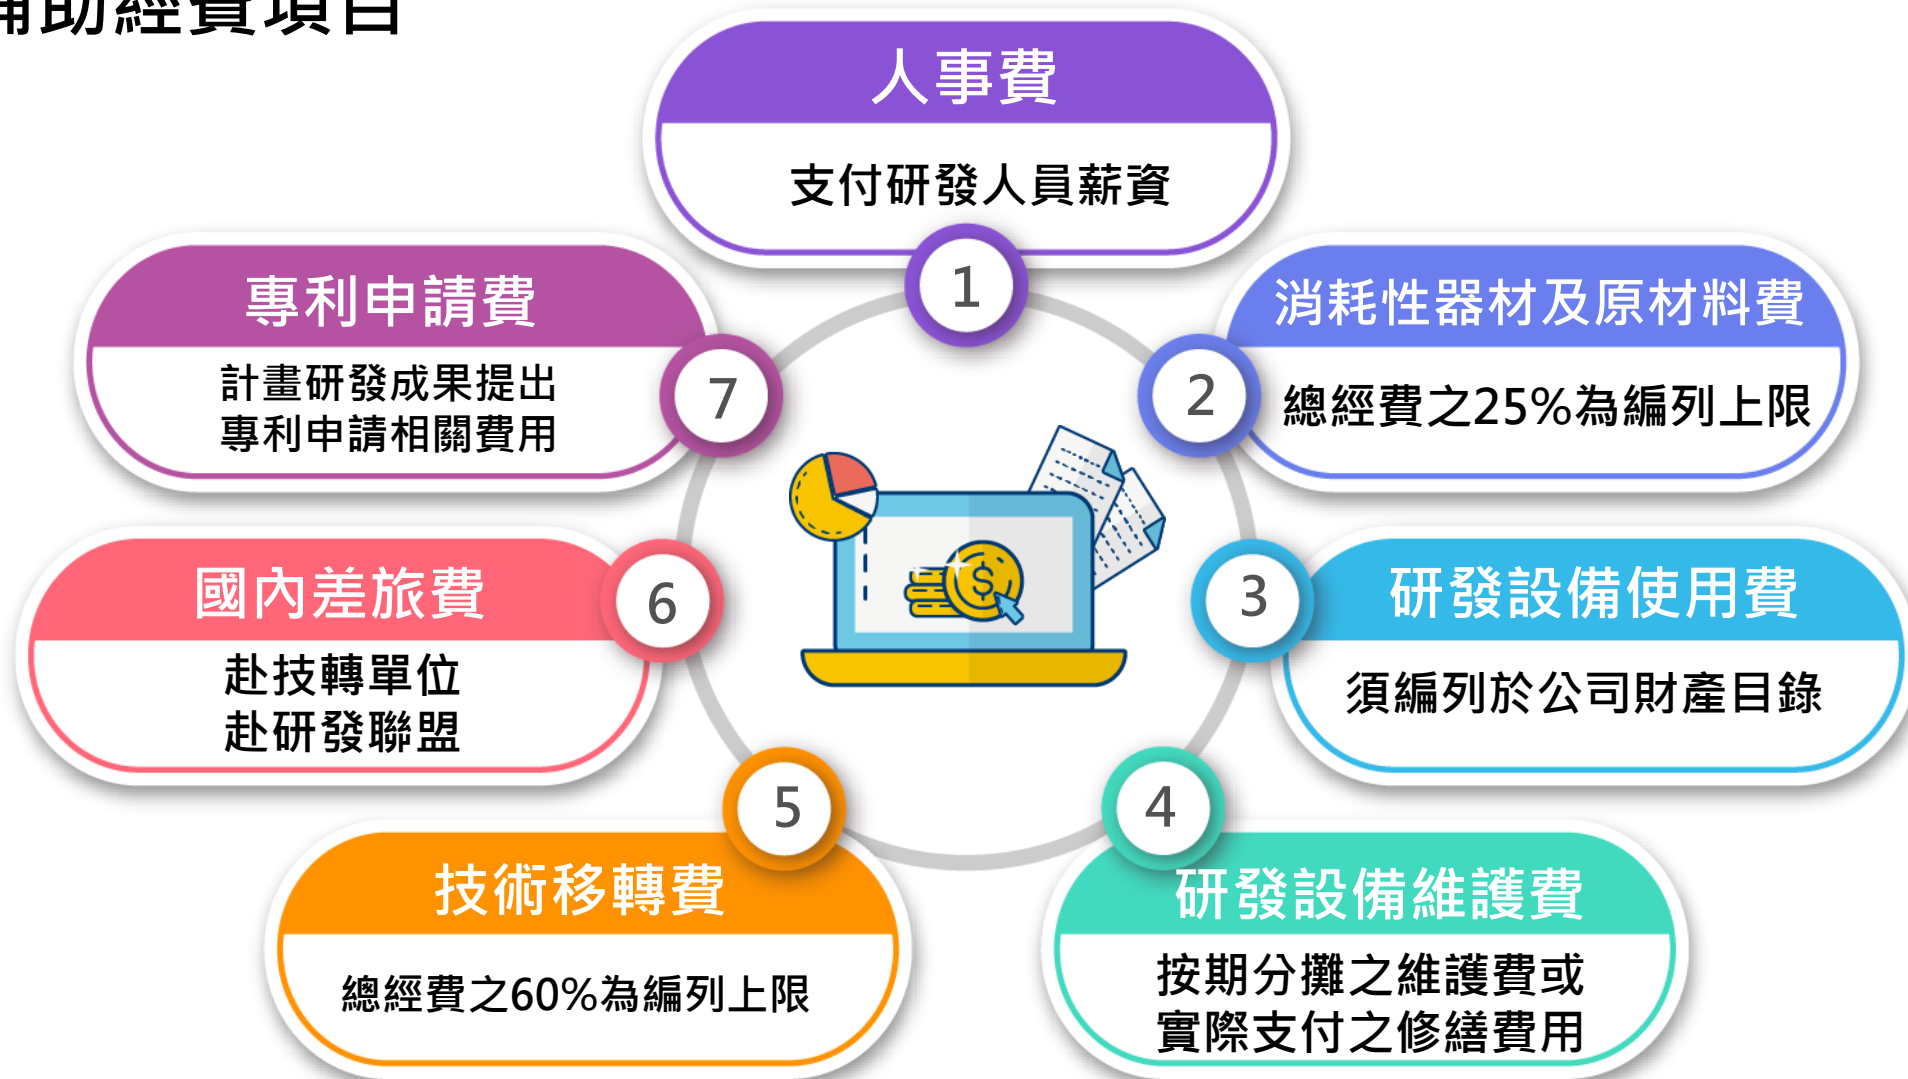 補助經費項目
人事費
支付研發人員薪資
1
消耗性器材及原材料費
總經費之25%為編列上限
2
研發設備使用費
須編列於公司財產目錄
3
研發設備維護費
按期分攤之維護費或
實際支付之修繕費用
4
技術移轉費
總經費之60%為編列上限
5
國內差旅費
赴技轉單位
赴研發聯盟
6
專利申請費
計畫研發成果提出
專利申請相關費用
7
$